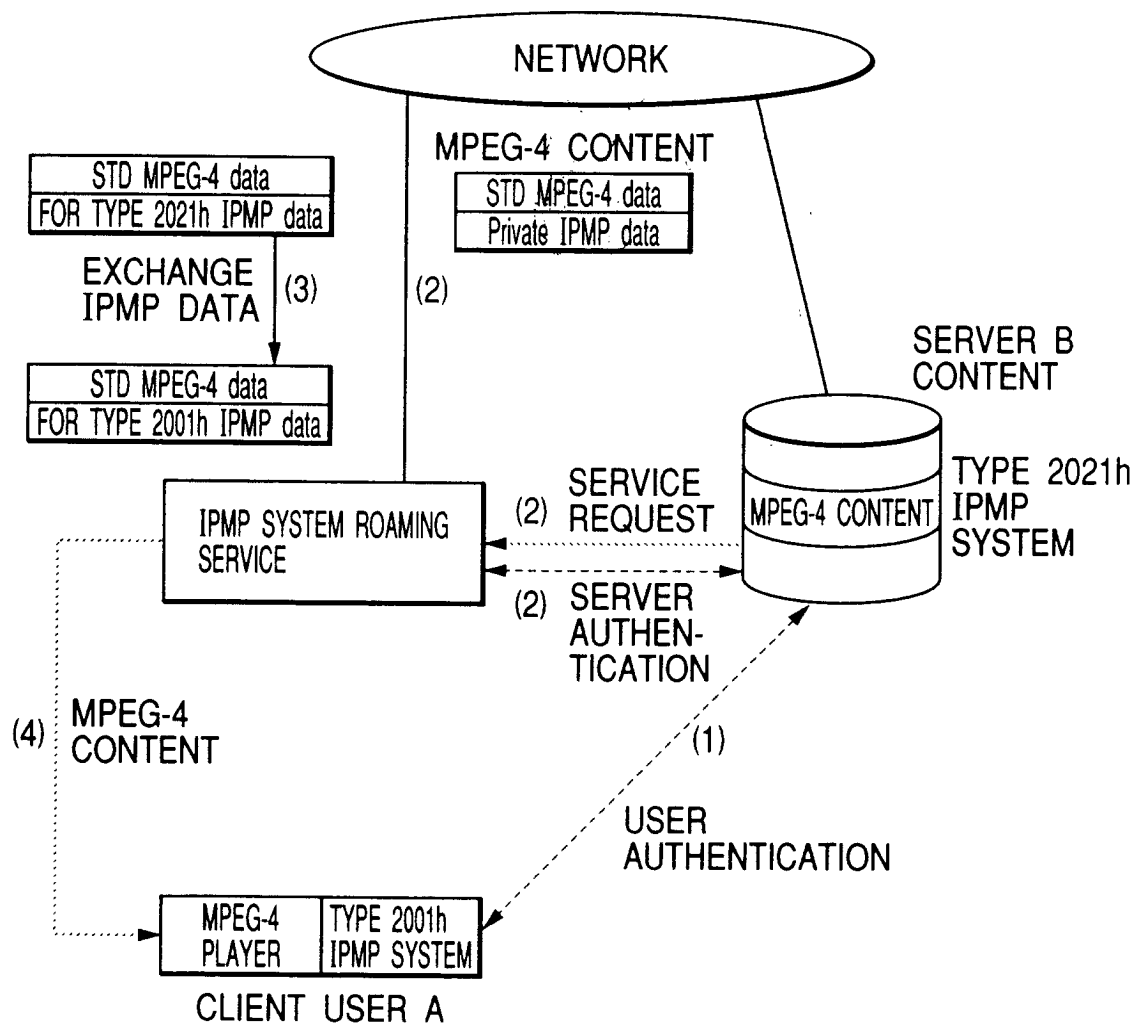 NETWORK
MPEG-4 CONTENT
STD MPEG-4 data
Private IPMP data
(2)
STD MPEG-4 data
FOR TYPE 2021h IPMP data
EXCHANGE
IPMP DATA
(3)
STD MPEG-4 data
FOR TYPE 2001h IPMP data
SERVER B
CONTENT
MPEG-4 CONTENT
TYPE 2021h
IPMP
SYSTEM
IPMP SYSTEM ROAMING
SERVICE
(2)
SERVICE
REQUEST
(2)
SERVER
AUTHEN-
TICATION
(4)
MPEG-4
CONTENT
(1)
USER
AUTHENTICATION
MPEG-4
PLAYER
TYPE 2001h
IPMP SYSTEM
CLIENT USER A